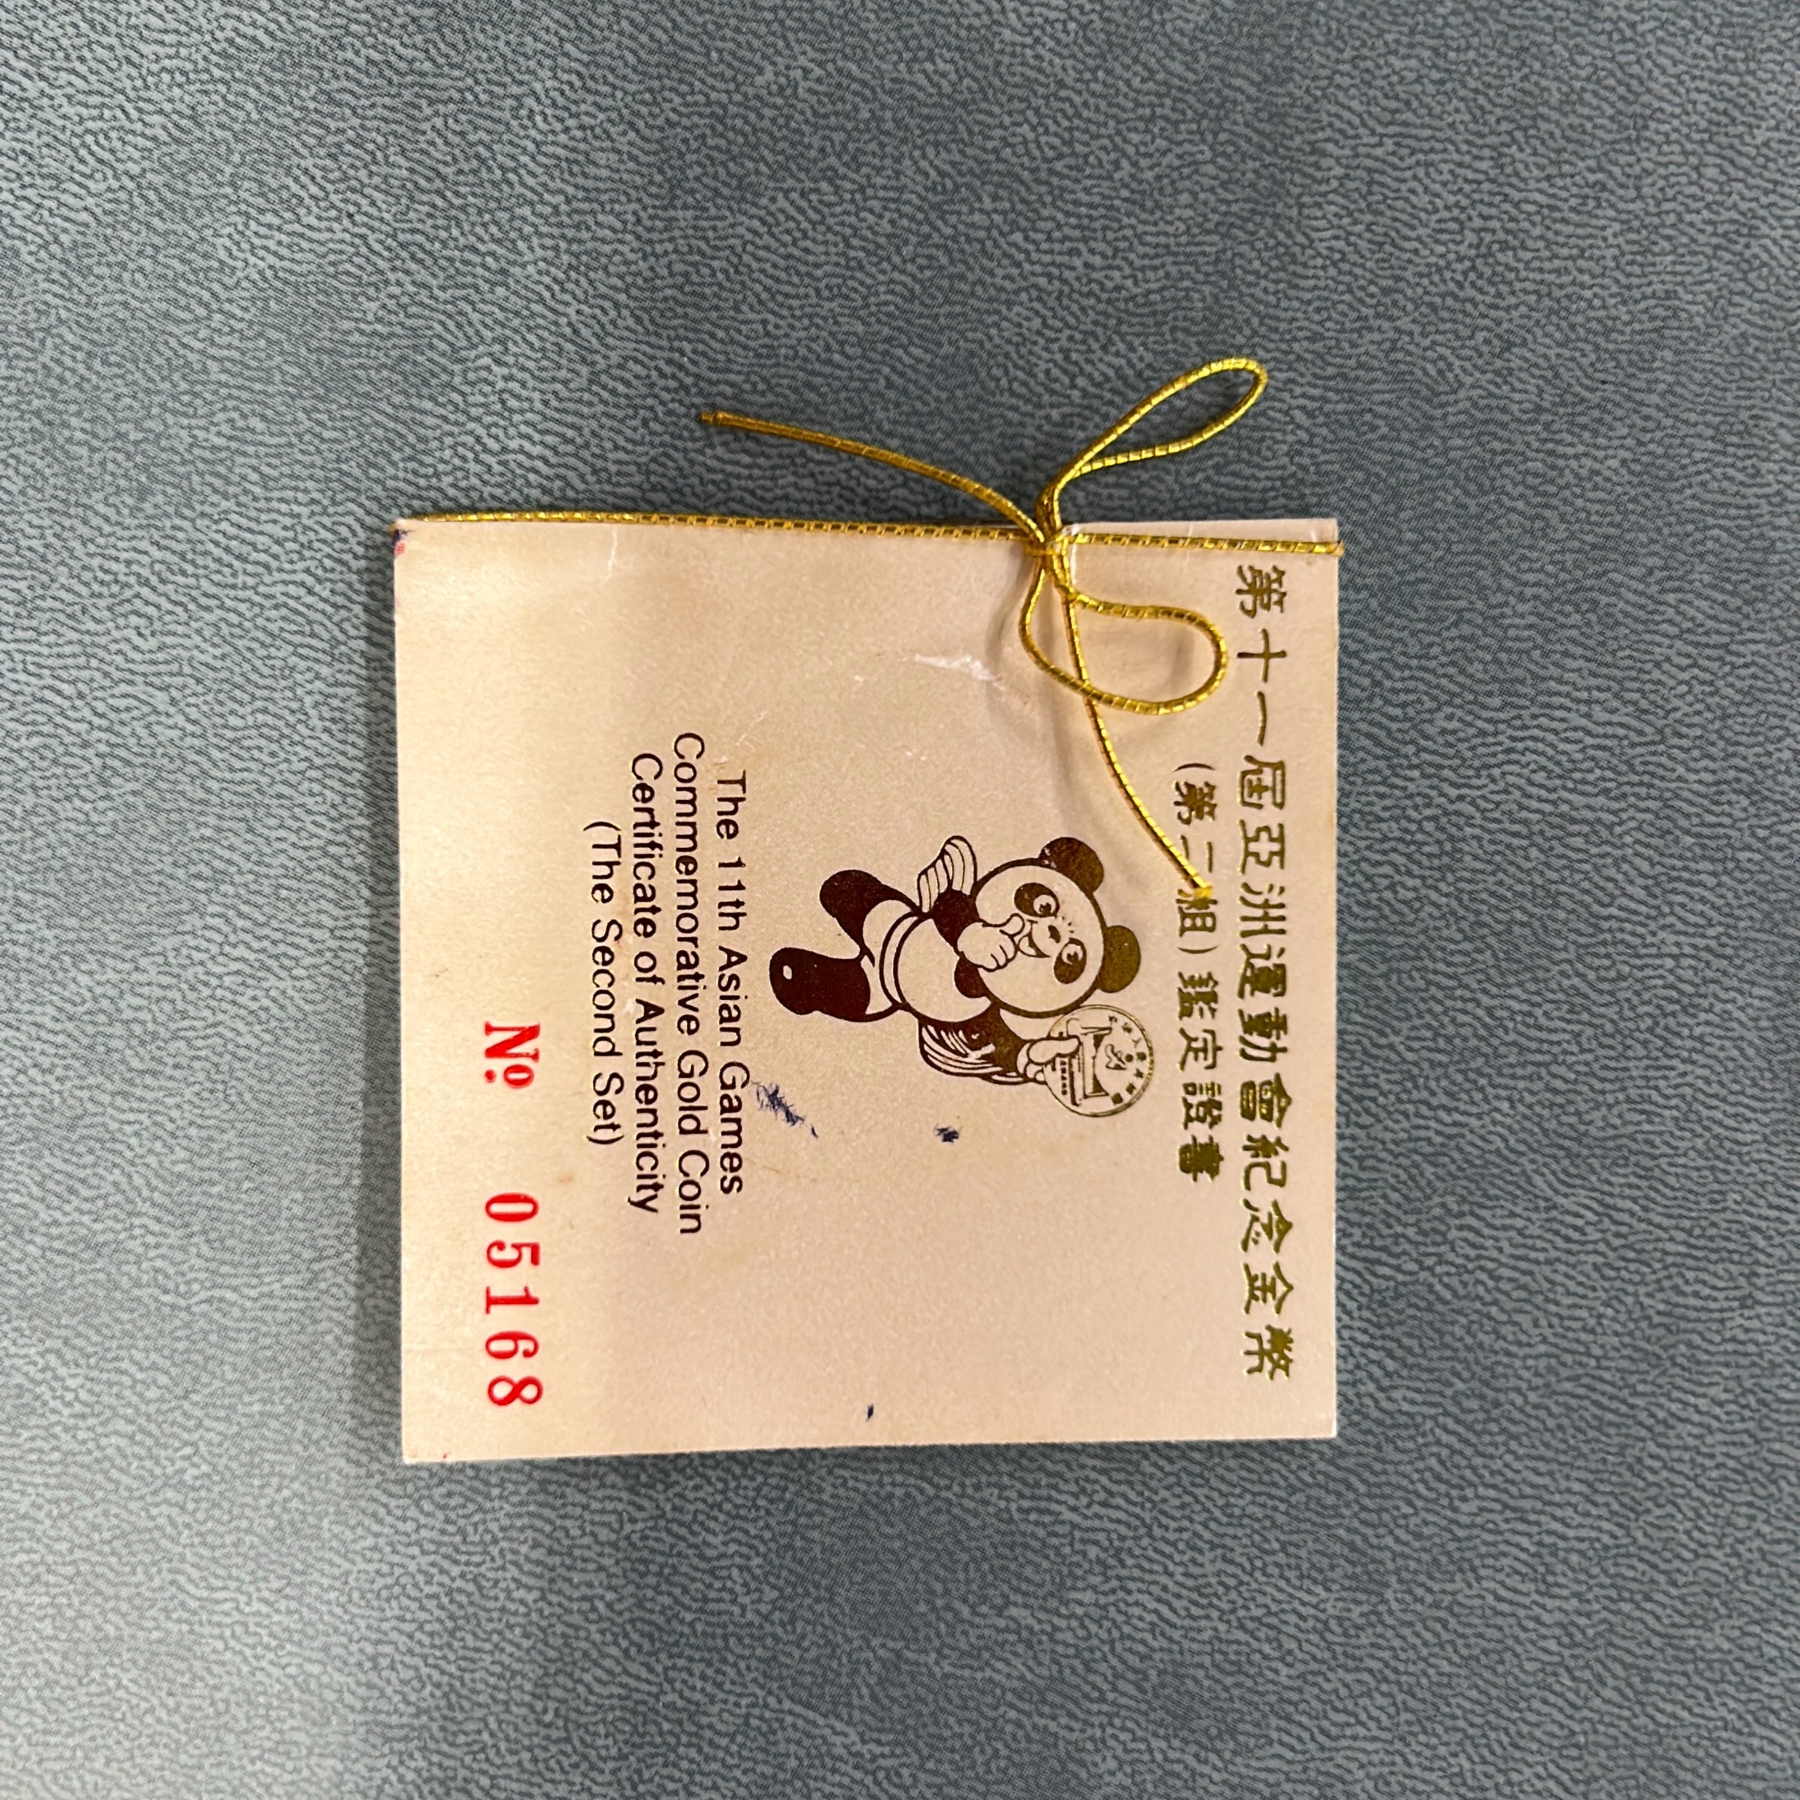 第十一届亞洲運動會紀念金幣
(第二組)鑑定證書
The 11th Asian Games
Commemorative Gold Coin
Certificate of Authenticity
(The Second Set)
Nº 05168